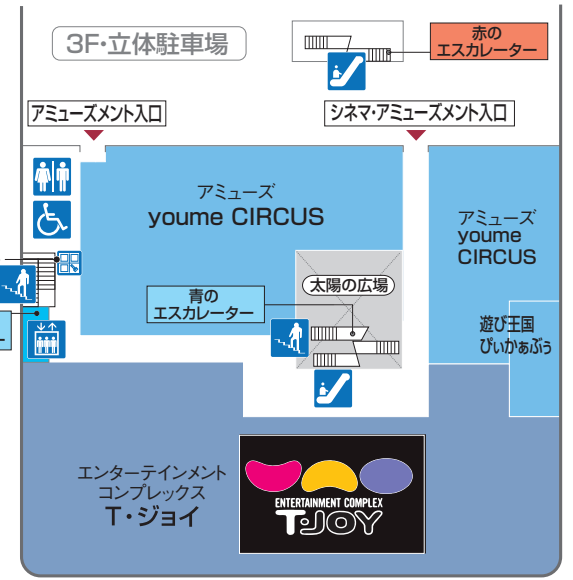 3F・立体駐車場
赤の
エスカレーター
アミューズメント入口
シネマ・アミューズメント入口
アミューズ
youme CIRCUS
アミューズ
youme
CIRCUS
太陽の広場
青の
エスカレーター
遊び王国
ぴぃかぁぶぅ
エンターテインメント
コンプレックス
T・ジョイ
ENTERTAINMENT COMPLEX
T・JOY